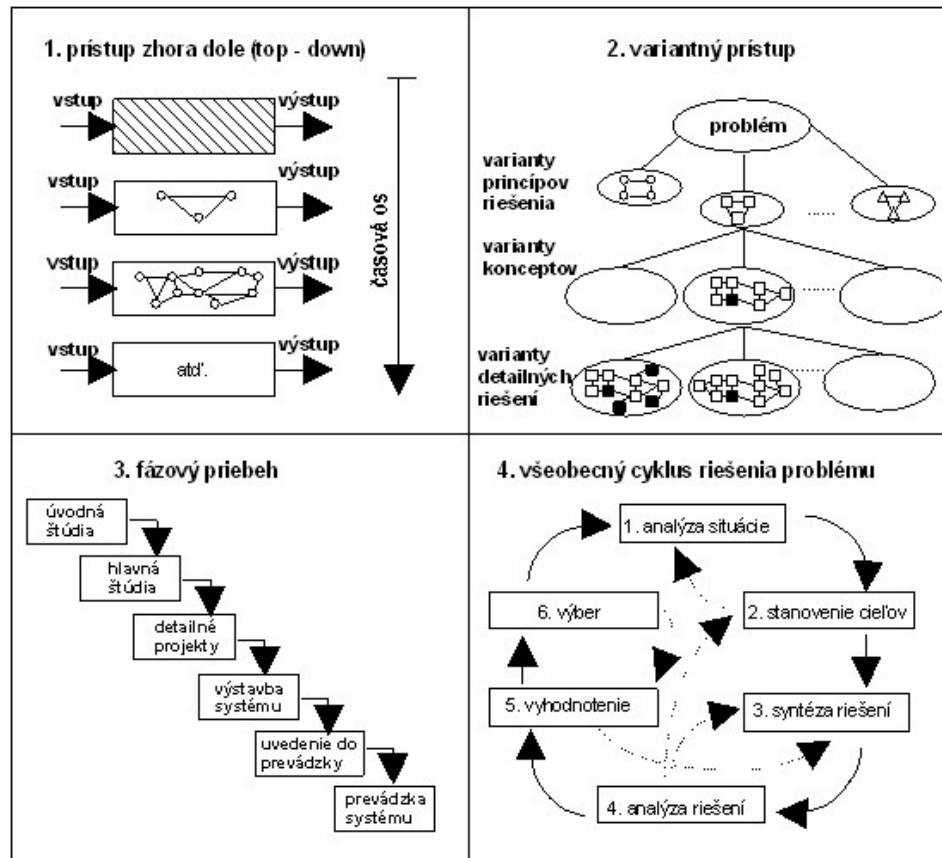 1. prístup zhora dole (top - down)
vstup
výstup
vstup
výstup
vstup
výstup
vstup
výstup
atď.
časová os
2. variantný prístup
problém
varianty
princípov
riešenia
......
varianty
konceptov
......
varianty
detailných
riešení
......
3. fázový priebeh
úvodná
štúdia
hlavná
štúdia
detailné
projekty
výstavba
systému
uvedenie do
prevádzky
prevádzka
systému
4. všeobecný cyklus riešenia problému
1. analýza situácie
2. stanovenie cieľov
3. syntéza riešení
4. analýza riešení
5. vyhodnotenie
6. výber